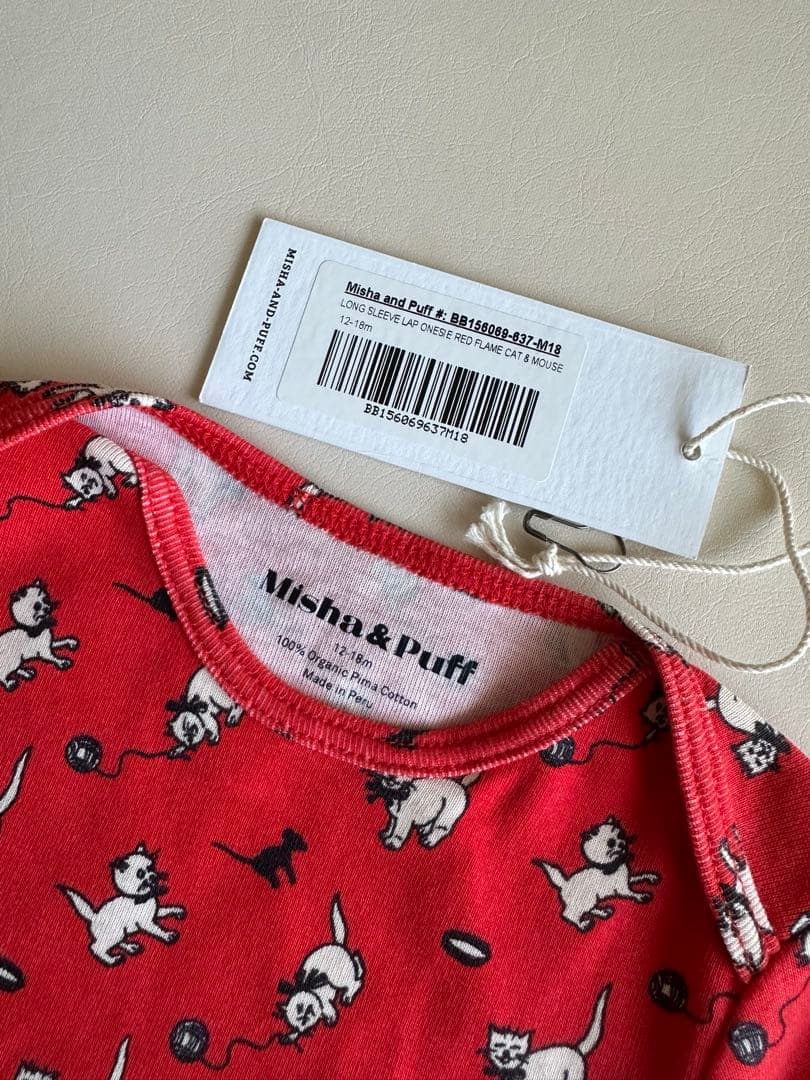 MISHA-AND-PUFF.COM
Misha and Puff #: BB156069-637-M18
LONG SLEEVE LAP ONESIE RED FLAME CAT & MOUSE
12-18m
BB156069637M18
Misha & Puff
12-18m
100% Organic Pima Cotton
Made in Peru